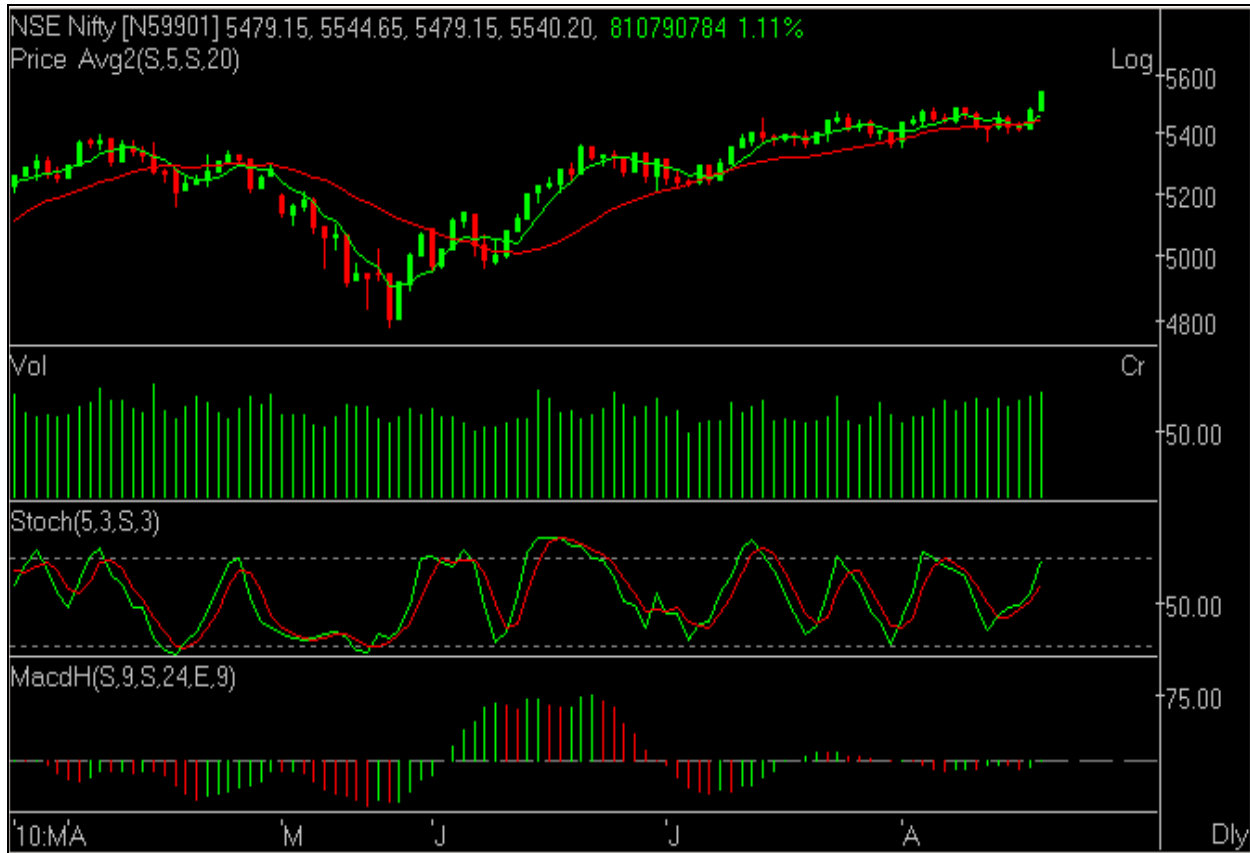 NSE Nifty [N59901] 5479.15, 5544.65, 5479.15, 5540.20, 810790784 1.11%
Price Avg2(S,5,S,20)
Log
5600
5400
5200
5000
4800
Vol
Cr
50.00
Stoch(5,3,S,3)
50.00
MacdH(S,9,S,24,E,9)
75.00
'10:MA 'M 'J 'J 'A Dly